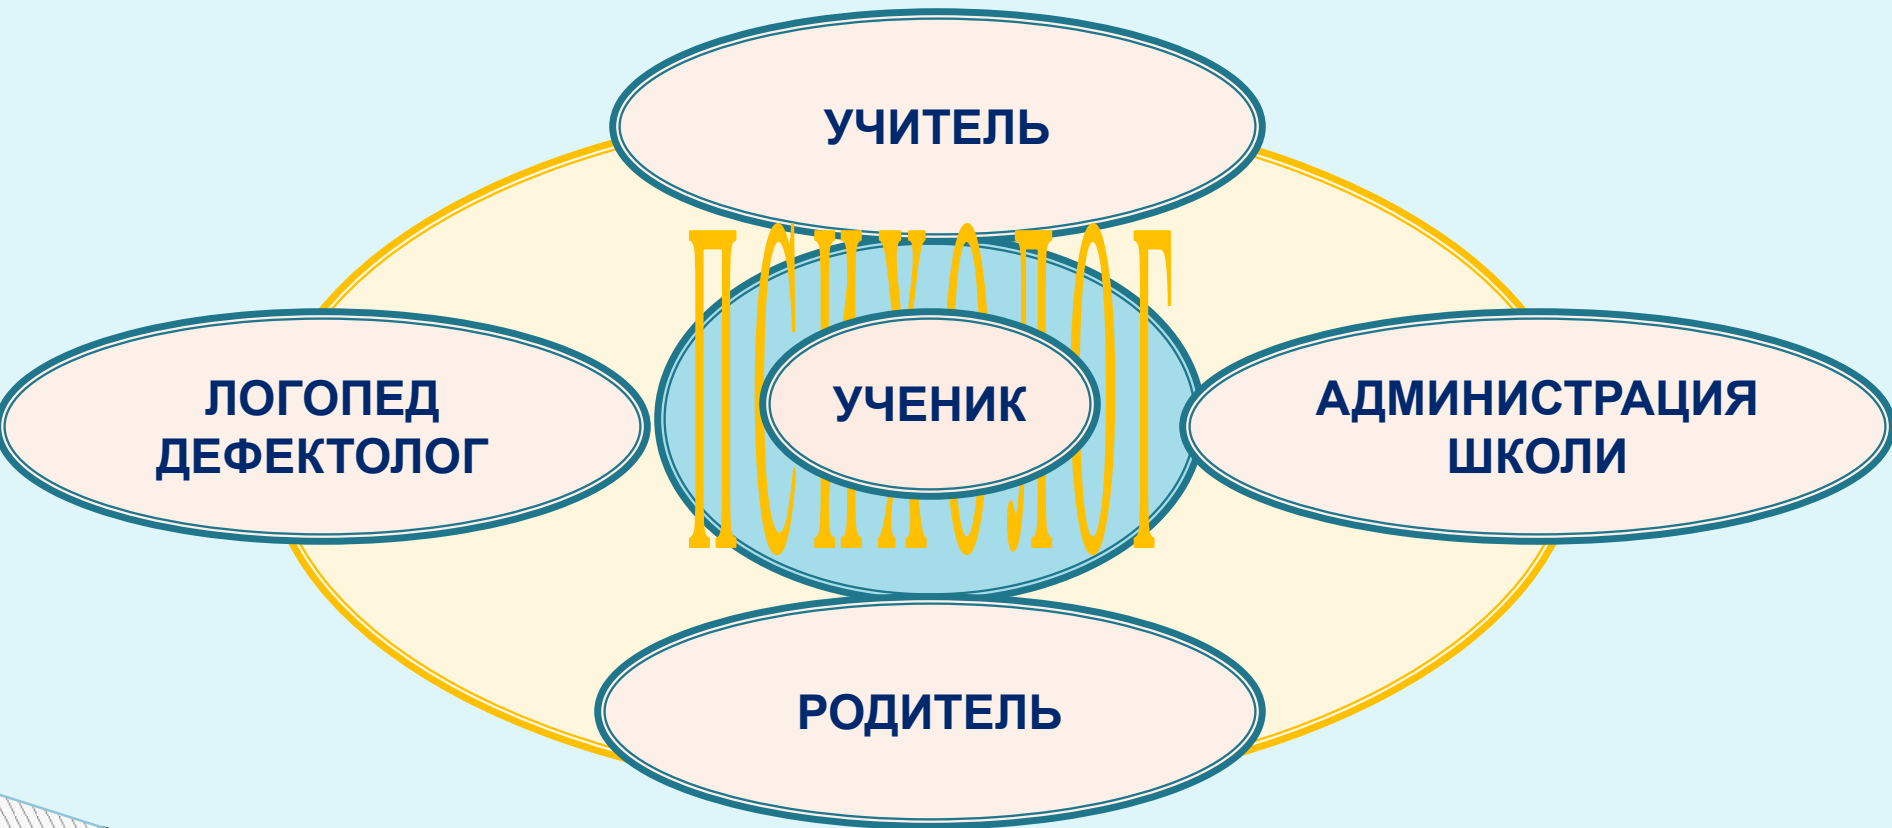 УЧИТЕЛЬ
ПСИХОЛОГ
ЛОГОПЕД
ДЕФЕКТОЛОГ
УЧЕНИК
АДМИНИСТРАЦИЯ
ШКОЛИ
РОДИТЕЛЬ